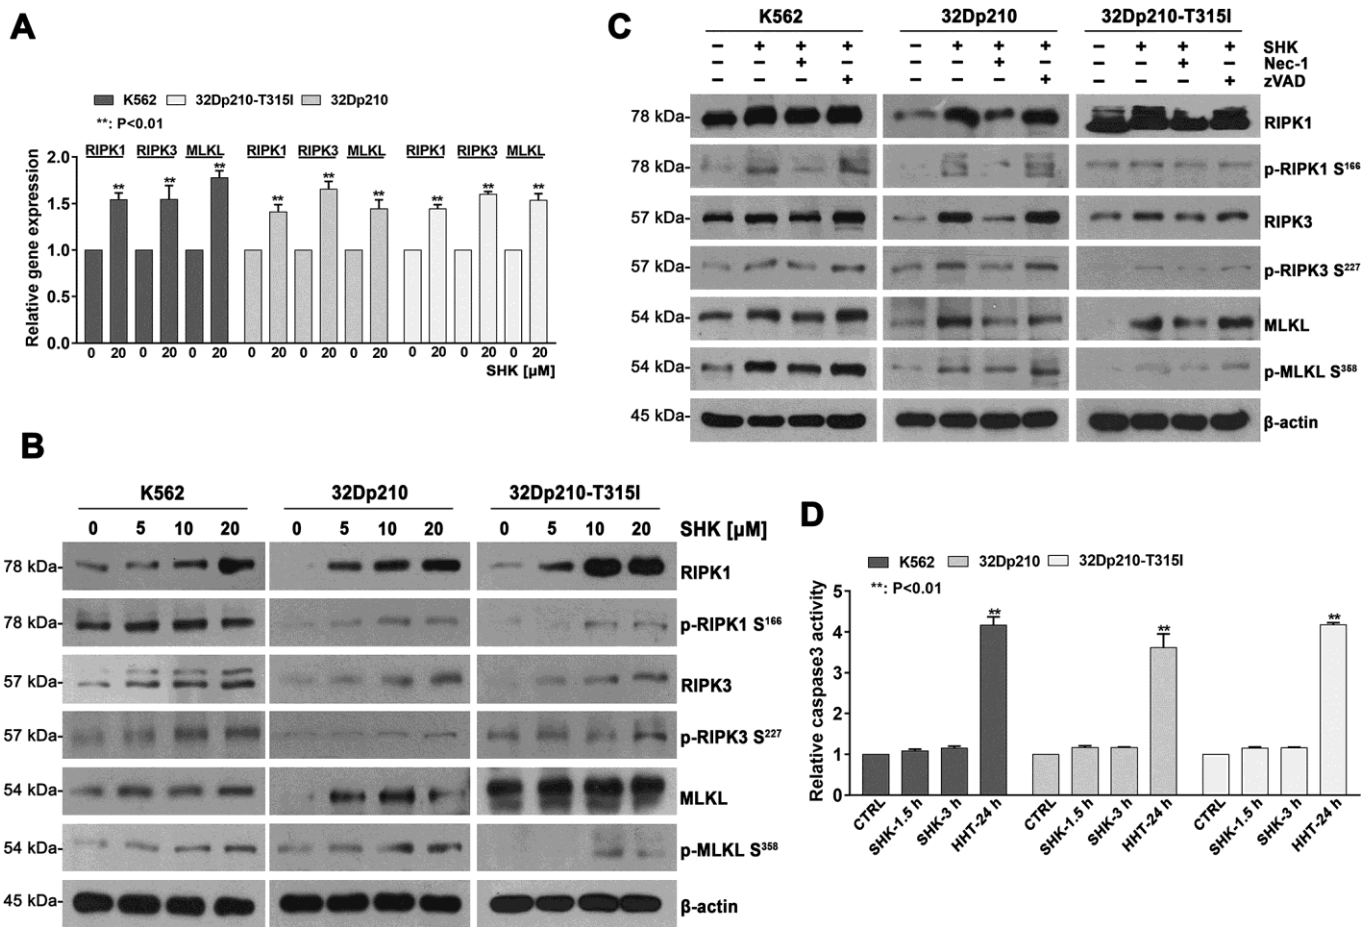 A
K562 32Dp210-T315I 32Dp210
**: P<0.01
Relative gene expression
2.0
1.5
1.0
0.5
0.0
RIPK1 RIPK3 MLKL RIPK1 RIPK3 MLKL RIPK1 RIPK3 MLKL
** ** ** ** ** ** ** ** **
0 20 0 20 0 20 0 20 0 20 0 20 0 20 0 20 0 20
SHK [µM]
B
K562 32Dp210 32Dp210-T315I
0 5 10 20 0 5 10 20 0 5 10 20 SHK [µM]
78 kDa- RIPK1
78 kDa- p-RIPK1 S166
57 kDa- RIPK3
57 kDa- p-RIPK3 S227
54 kDa- MLKL
54 kDa- p-MLKL S358
45 kDa- β-actin
C
K562 32Dp210 32Dp210-T315I
− + + + − + + + − + + + SHK
− − + − − − + − − − + − Nec-1
− − − + − − − + − − − + zVAD
78 kDa- RIPK1
78 kDa- p-RIPK1 S166
57 kDa- RIPK3
57 kDa- p-RIPK3 S227
54 kDa- MLKL
54 kDa- p-MLKL S358
45 kDa- β-actin
D
K562 32Dp210 32Dp210-T315I
**: P<0.01
Relative caspase3 activity
5
4
3
2
1
0
** ** **
CTRL SHK-1.5 h SHK-3 h HHT-24 h CTRL SHK-1.5 h SHK-3 h HHT-24 h CTRL SHK-1.5 h SHK-3 h HHT-24 h